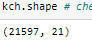 kch.shape # che
(21597, 21)